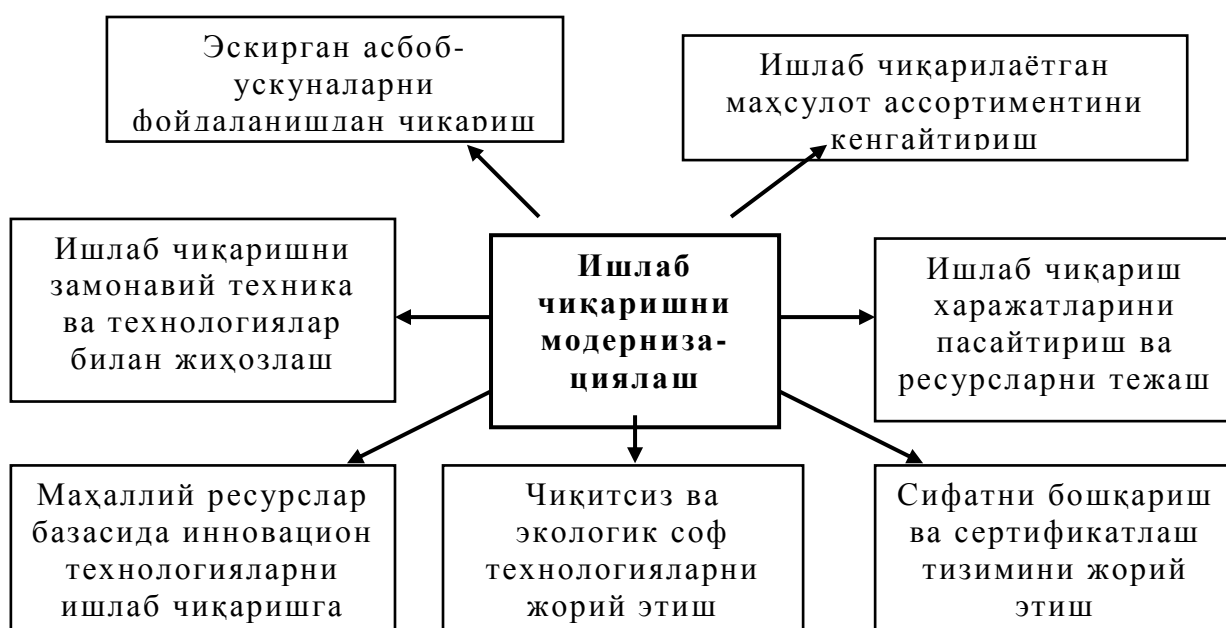 Эскирган асбоб-
ускуналарни
фойдаланишдан чиқариш
Ишлаб чиқарилаётган
маҳсулот ассортиментини
кенгайтириш
Ишлаб чиқаришни
замонавий техника
ва технологиялар
билан жиҳозлаш
Ишлаб
чиқаришни
модерниза-
циялаш
Ишлаб чиқариш
харажатларини
пасайтириш ва
ресурсларни тежаш
Маҳаллий ресурслар
базасида инновацион
технологияларни
ишлаб чиқаришга
Чиқитсиз ва
экологик соф
технологияларни
жорий этиш
Сифатни бошқариш
ва сертификатлаш
тизимини жорий
этиш